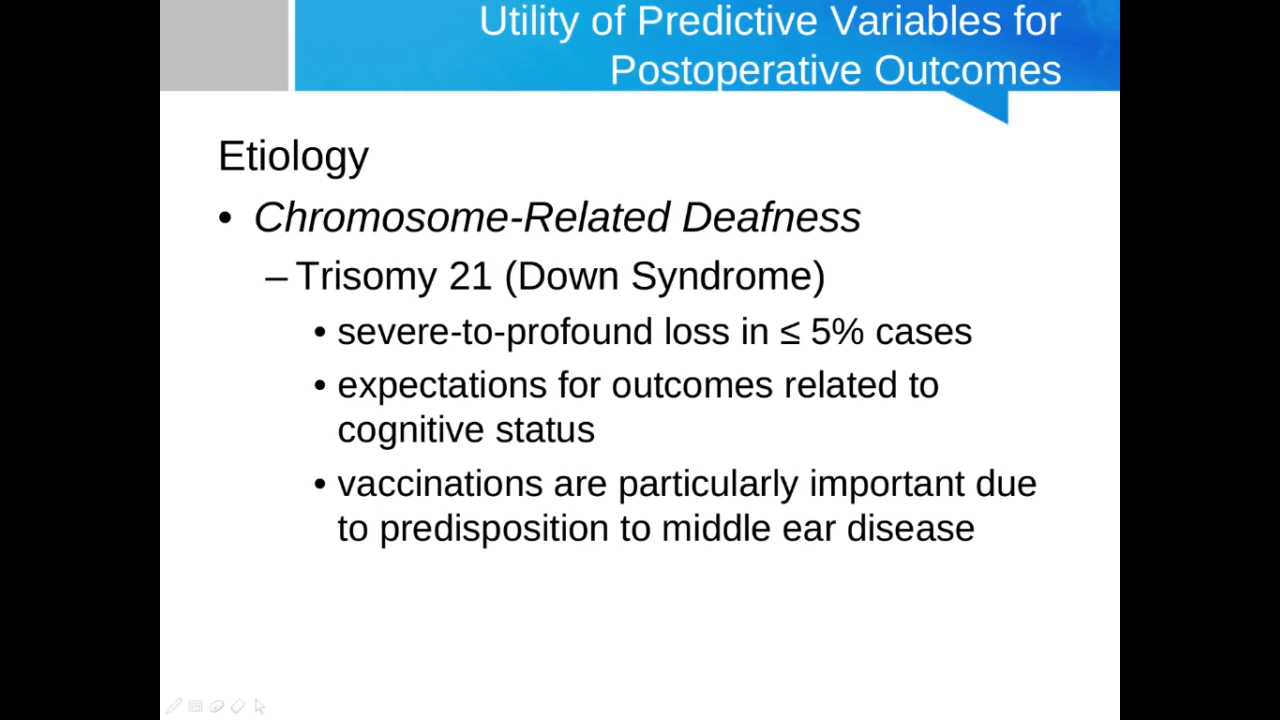 Utility of Predictive Variables for
Postoperative Outcomes
Etiology
• Chromosome-Related Deafness
– Trisomy 21 (Down Syndrome)
• severe-to-profound loss in ≤ 5% cases
• expectations for outcomes related to
cognitive status
• vaccinations are particularly important due
to predisposition to middle ear disease